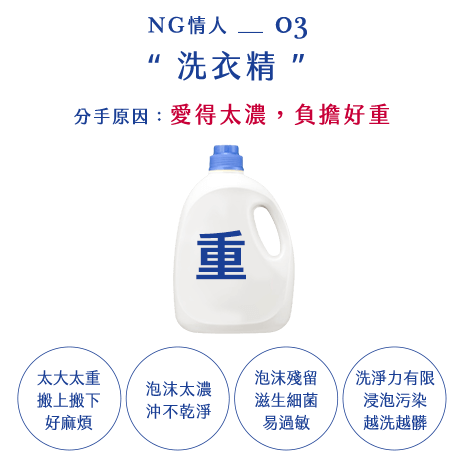 NG情人 __ 03
“ 洗衣精 ”
分手原因：愛得太濃，負擔好重
重
太大太重
搬上搬下
好麻煩
泡沫太濃
沖不乾淨
泡沫殘留
滋生細菌
易過敏
洗淨力有限
浸泡污染
越洗越髒